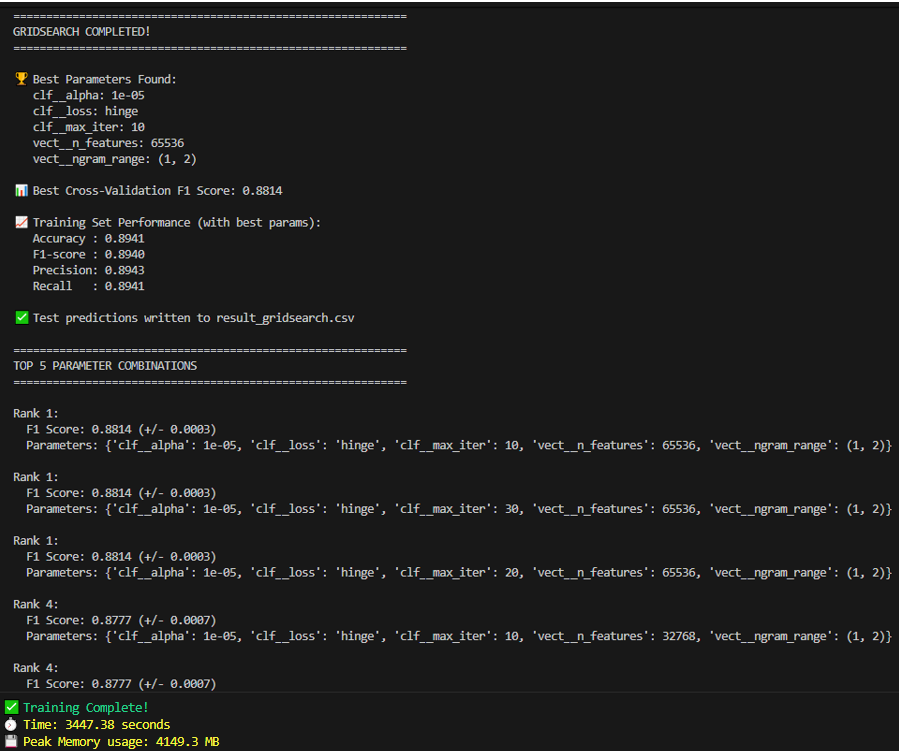 ============================================================
GRIDSEARCH COMPLETED!
============================================================
🏆 Best Parameters Found:
clf__alpha: 1e-05
clf__loss: hinge
clf__max_iter: 10
vect__n_features: 65536
vect__ngram_range: (1, 2)
📊 Best Cross-Validation F1 Score: 0.8814
📈 Training Set Performance (with best params):
Accuracy : 0.8941
F1-score : 0.8940
Precision: 0.8943
Recall   : 0.8941
✅ Test predictions written to result_gridsearch.csv
============================================================
TOP 5 PARAMETER COMBINATIONS
============================================================
Rank 1:
F1 Score: 0.8814 (+/- 0.0003)
Parameters: {'clf__alpha': 1e-05, 'clf__loss': 'hinge', 'clf__max_iter': 10, 'vect__n_features': 65536, 'vect__ngram_range': (1, 2)}
Rank 1:
F1 Score: 0.8814 (+/- 0.0003)
Parameters: {'clf__alpha': 1e-05, 'clf__loss': 'hinge', 'clf__max_iter': 30, 'vect__n_features': 65536, 'vect__ngram_range': (1, 2)}
Rank 1:
F1 Score: 0.8814 (+/- 0.0003)
Parameters: {'clf__alpha': 1e-05, 'clf__loss': 'hinge', 'clf__max_iter': 20, 'vect__n_features': 65536, 'vect__ngram_range': (1, 2)}
Rank 4:
F1 Score: 0.8777 (+/- 0.0007)
Parameters: {'clf__alpha': 1e-05, 'clf__loss': 'hinge', 'clf__max_iter': 10, 'vect__n_features': 32768, 'vect__ngram_range': (1, 2)}
Rank 4:
F1 Score: 0.8777 (+/- 0.0007)
✅ Training Complete!
⏱ Time: 3447.38 seconds
💾 Peak Memory usage: 4149.3 MB